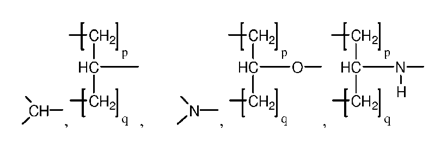 [CH₂]p [CH₂]p [CH₂]p
HC HC—O— HC—N—
H
CH—, [CH₂]q, N—, [CH₂]q, [CH₂]q